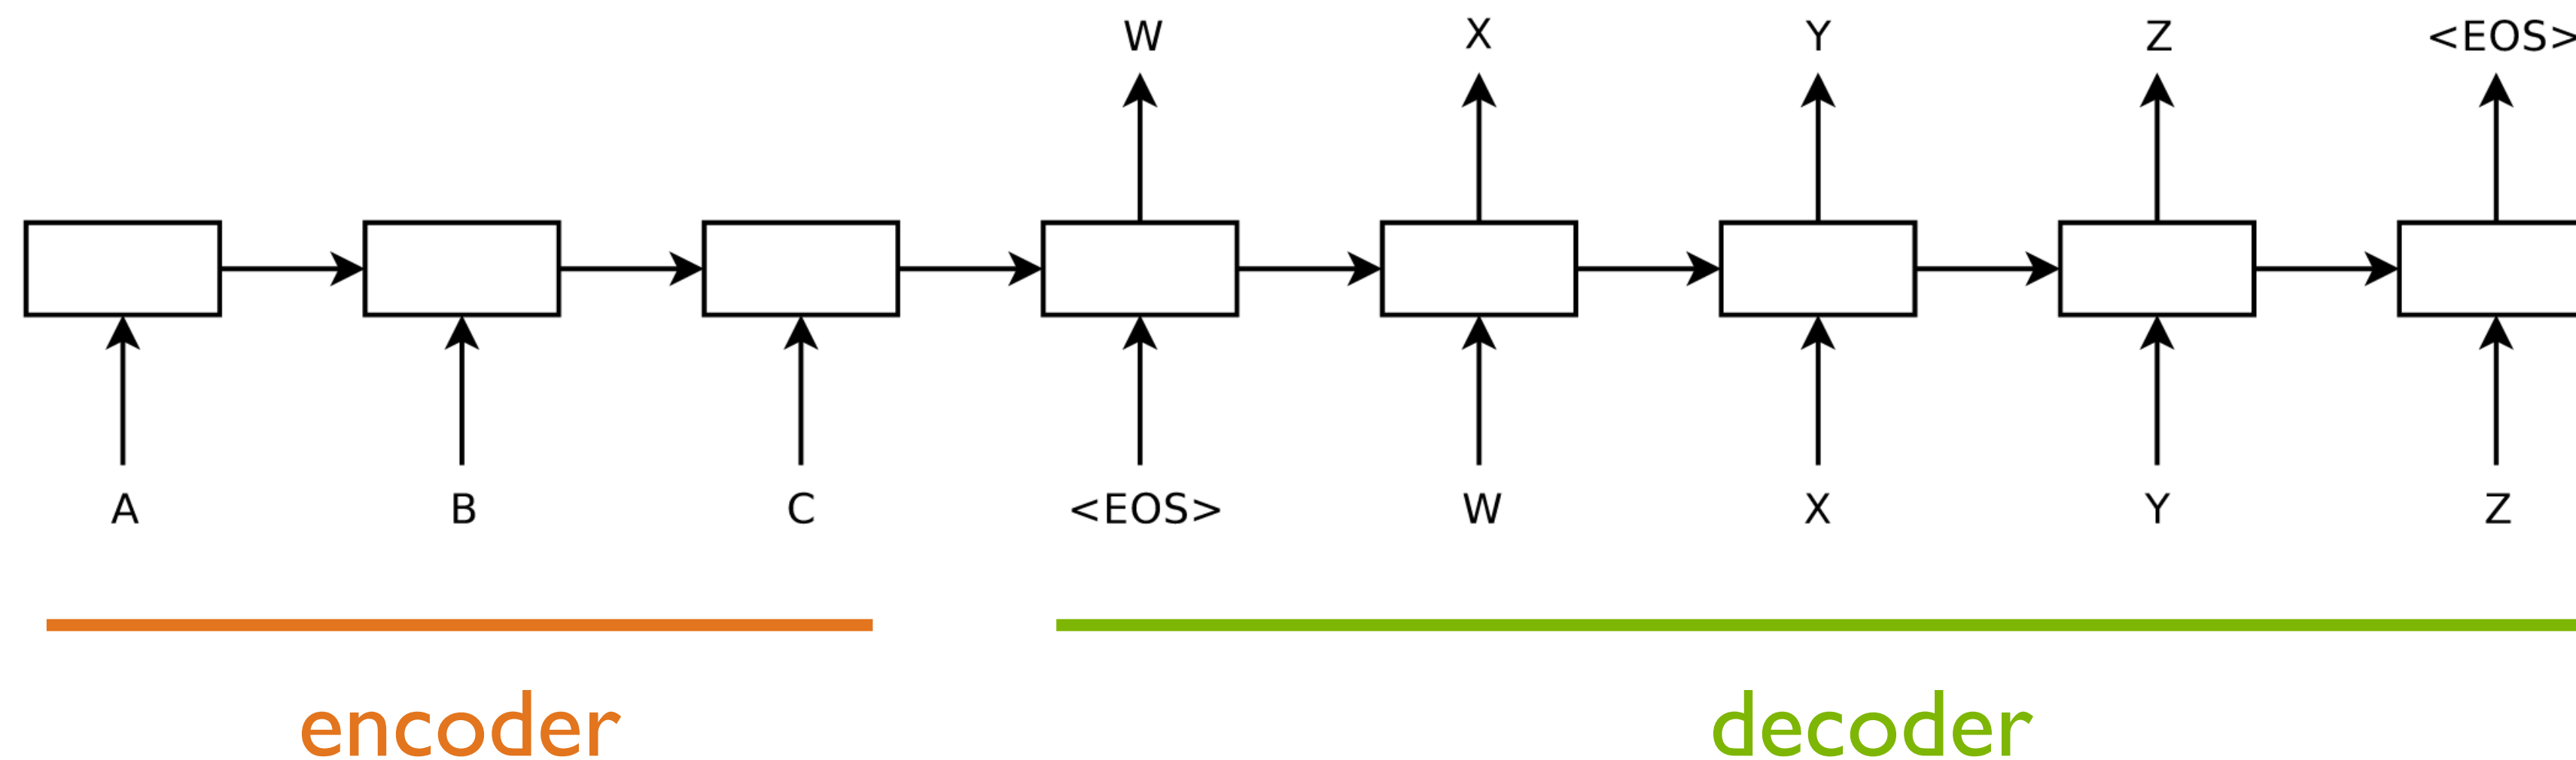 W X Y Z <EOS>
A B C <EOS> W X Y Z
encoder decoder